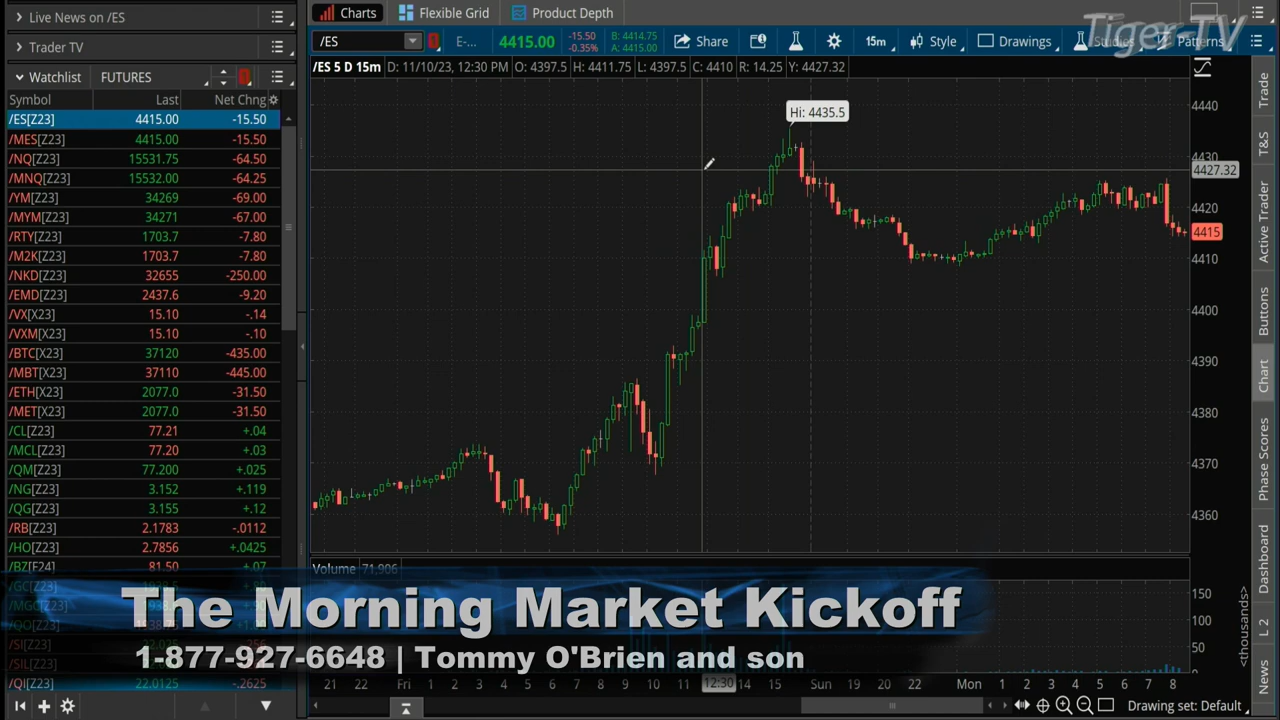 Live News on /ES
Trader TV
Watchlist FUTURES
Symbol Last Net Chng
/ES[Z23] 4415.00 -15.50
/MES[Z23] 4415.00 -15.50
/NQ[Z23] 15531.75 -64.50
/MNQ[Z23] 15532.00 -64.25
/YM[Z23] 34269 -69.00
/MYM[Z23] 34271 -67.00
/RTY[Z23] 1703.7 -7.80
/M2K[Z23] 1703.7 -7.80
/NKD[Z23] 32655 -250.00
/EMD[Z23] 2437.6 -9.20
/VX[X23] 15.10 -.14
/VXM[X23] 15.10 -.10
/BTC[X23] 37120 -435.00
/MBT[X23] 37110 -445.00
/ETH[X23] 2077.0 -31.50
/MET[X23] 2077.0 -31.50
/CL[Z23] 77.21 +.04
/MCL[Z23] 77.20 +.03
/QM[Z23] 77.200 +.025
/NG[Z23] 3.152 +.119
/QG[Z23] 3.155 +.12
/RB[Z23] 2.1783 -.0112
/HO[Z23] 2.7856 +.0425
/BZ[F24] 81.50 +.07
/QI[Z23] 22.0125 -.2625
Charts Flexible Grid Product Depth
/ES E-... 4415.00 -15.50 -0.35% B: 4414.75 A: 4415.00 Share 15m Style Drawings Studies Patterns
Tiger TV
/ES 5 D 15m D: 11/10/23, 12:30 PM O: 4397.5 H: 4411.75 L: 4397.5 C: 4410 R: 14.25 Y: 4427.32
Hi: 4435.5
4440
4430
4427.32
4420
4415
4410
4400
4390
4380
4370
4360
Volume 71,906
150
100
50
<thousands>
21 22 Fri 3 4 5 6 7 8 9 10 11 12:30 14 15 Sun 19 20 22 Mon 1 2 3 4 5 6 7 8
Drawing set: Default
Trade
T&S
Active Trader
Buttons
Chart
Phase Scores
Dashboard
L 2
News
The Morning Market Kickoff
1-877-927-6648 | Tommy O'Brien and son